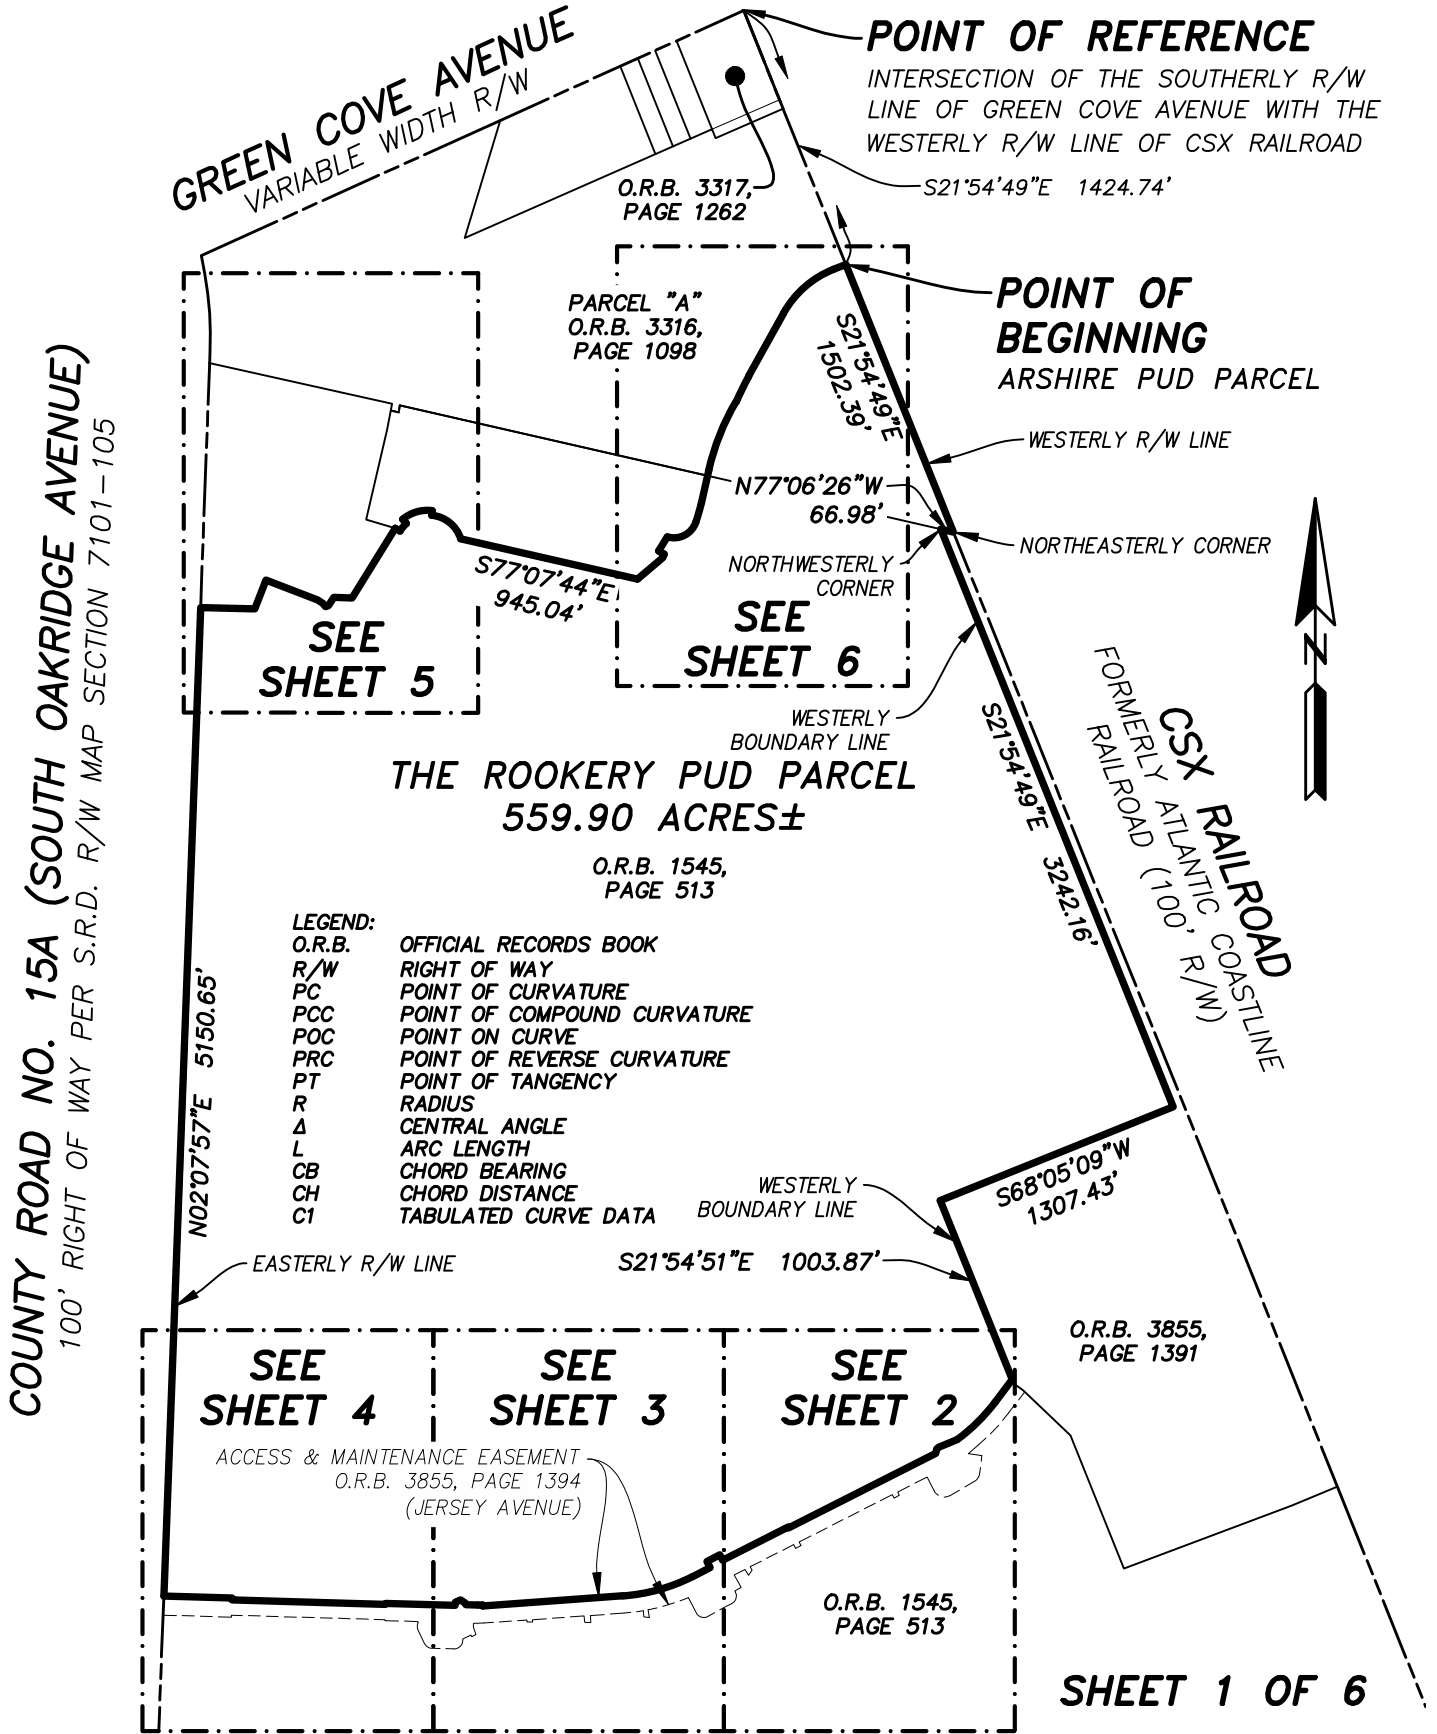 GREEN COVE AVENUE
VARIABLE WIDTH R/W
POINT OF REFERENCE
INTERSECTION OF THE SOUTHERLY R/W
LINE OF GREEN COVE AVENUE WITH THE
WESTERLY R/W LINE OF CSX RAILROAD
O.R.B. 3317,
PAGE 1262
S21°54'49"E 1424.74'
PARCEL "A"
O.R.B. 3316,
PAGE 1098
POINT OF
BEGINNING
ARSHIRE PUD PARCEL
S21°54'49"E
1502.39'
WESTERLY R/W LINE
N77°06'26"W
66.98'
NORTHEASTERLY CORNER
NORTHWESTERLY
CORNER
S77°07'44"E
945.04'
SEE
SHEET 5
SEE
SHEET 6
N
WESTERLY
BOUNDARY LINE
S21°54'49"E 3242.16'
CSX RAILROAD
FORMERLY ATLANTIC COASTLINE
RAILROAD (100' R/W)
THE ROOKERY PUD PARCEL
559.90 ACRES±
O.R.B. 1545,
PAGE 513
COUNTY ROAD NO. 15A (SOUTH OAKRIDGE AVENUE)
100' RIGHT OF WAY PER S.R.D. R/W MAP SECTION 7101-105
N02°07'57"E 5150.65'
LEGEND:
O.R.B. OFFICIAL RECORDS BOOK
R/W RIGHT OF WAY
PC POINT OF CURVATURE
PCC POINT OF COMPOUND CURVATURE
POC POINT ON CURVE
PRC POINT OF REVERSE CURVATURE
PT POINT OF TANGENCY
R RADIUS
Δ CENTRAL ANGLE
L ARC LENGTH
CB CHORD BEARING
CH CHORD DISTANCE
C1 TABULATED CURVE DATA
S68°05'09"W
1307.43'
WESTERLY
BOUNDARY LINE
EASTERLY R/W LINE
S21°54'51"E 1003.87'
O.R.B. 3855,
PAGE 1391
SEE
SHEET 4
SEE
SHEET 3
SEE
SHEET 2
ACCESS & MAINTENANCE EASEMENT
O.R.B. 3855, PAGE 1394
(JERSEY AVENUE)
O.R.B. 1545,
PAGE 513
SHEET 1 OF 6